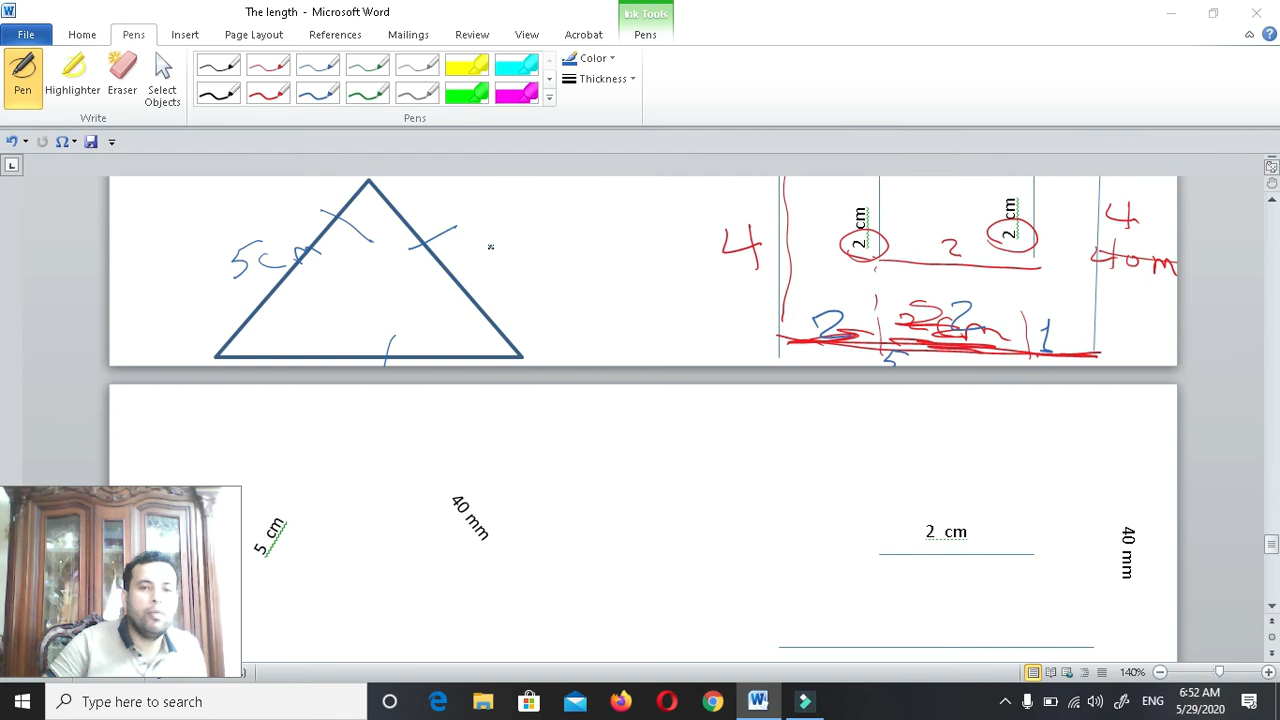 The length - Microsoft Word
Ink Tools
File Home Pens Insert Page Layout References Mailings Review View Acrobat Pens
Pen Highlighter Eraser Select Objects
Color
Thickness
Write
Pens
5cm
4
2 cm
2
2 cm
4
2
2
1
5
5 cm
40 mm
2 cm
40 mm
140%
Type here to search
ENG
6:52 AM
5/29/2020